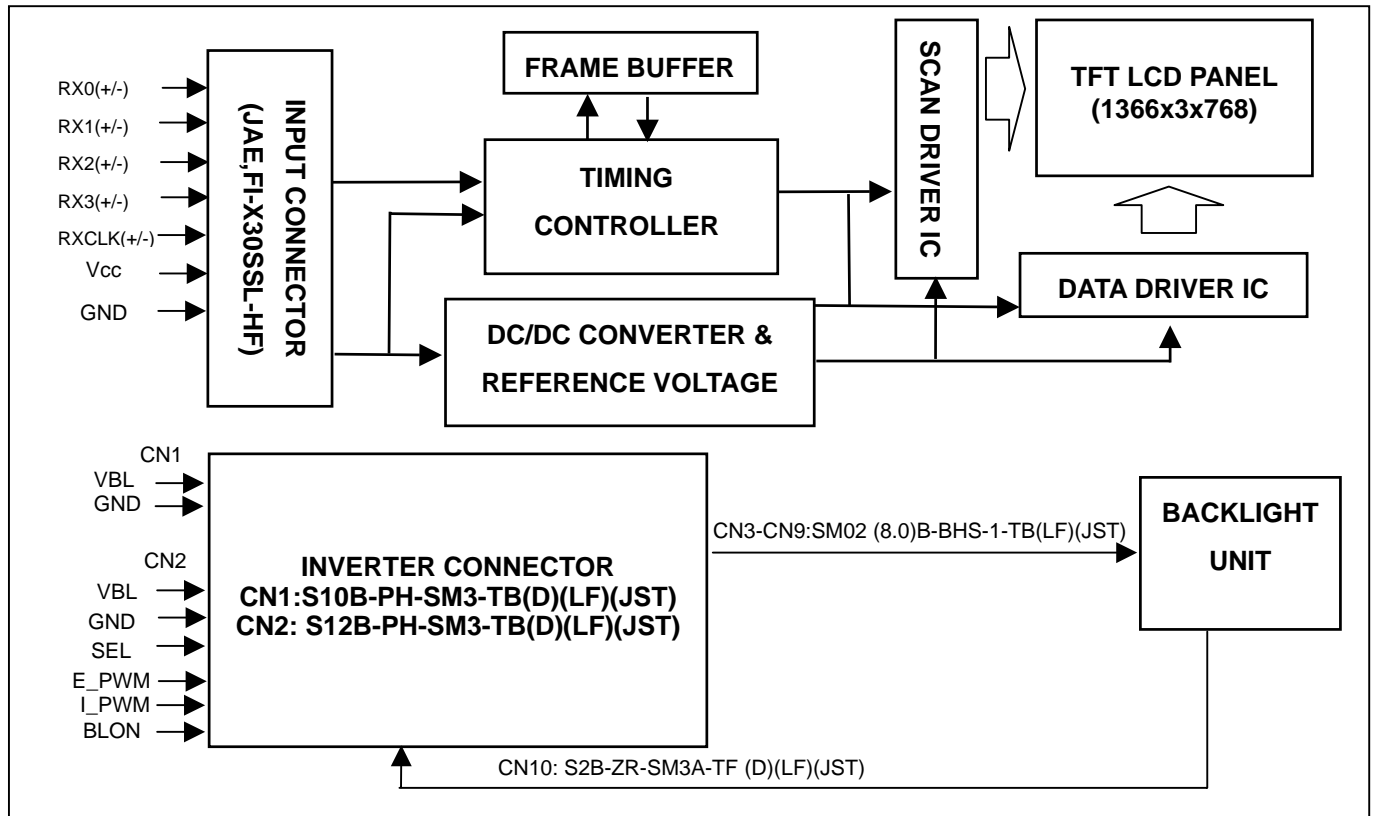 FRAME BUFFER
SCAN DRIVER IC
TFT LCD PANEL
(1366x3x768)
RX0(+/-)
RX1(+/-)
RX2(+/-)
RX3(+/-)
RXCLK(+/-)
Vcc
GND
INPUT CONNECTOR
(JAE,FI-X30SSL-HF)
TIMING
CONTROLLER
DATA DRIVER IC
DC/DC CONVERTER &
REFERENCE VOLTAGE
CN1
VBL
GND
CN2
VBL
GND
SEL
E_PWM
I_PWM
BLON
INVERTER CONNECTOR
CN1:S10B-PH-SM3-TB(D)(LF)(JST)
CN2: S12B-PH-SM3-TB(D)(LF)(JST)
CN3-CN9:SM02 (8.0)B-BHS-1-TB(LF)(JST)
BACKLIGHT
UNIT
CN10: S2B-ZR-SM3A-TF (D)(LF)(JST)